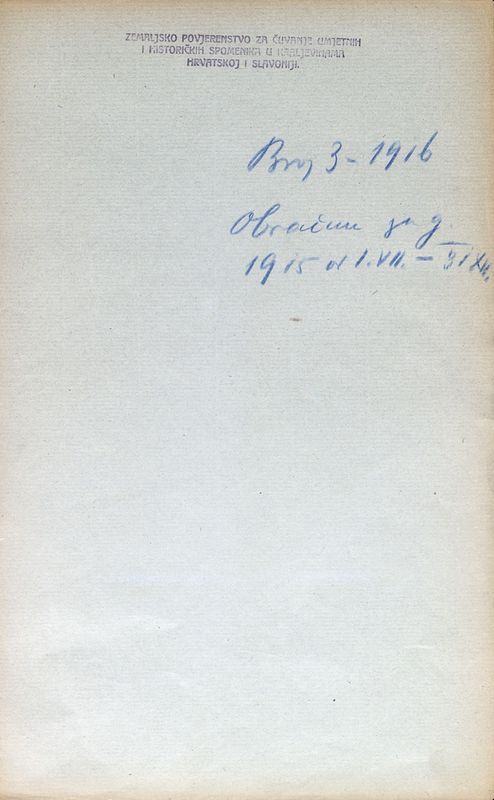 ZEMALJSKO POVJERENSTVO ZA ČUVANJE UMJETNIH
I HISTORIČKIH SPOMENIKA U KRALJEVINAMA
HRVATSKOJ I SLAVONIJI.
Broj 3 - 1916
Obračun za g.
1915 od 1. VII. - 31 XII.